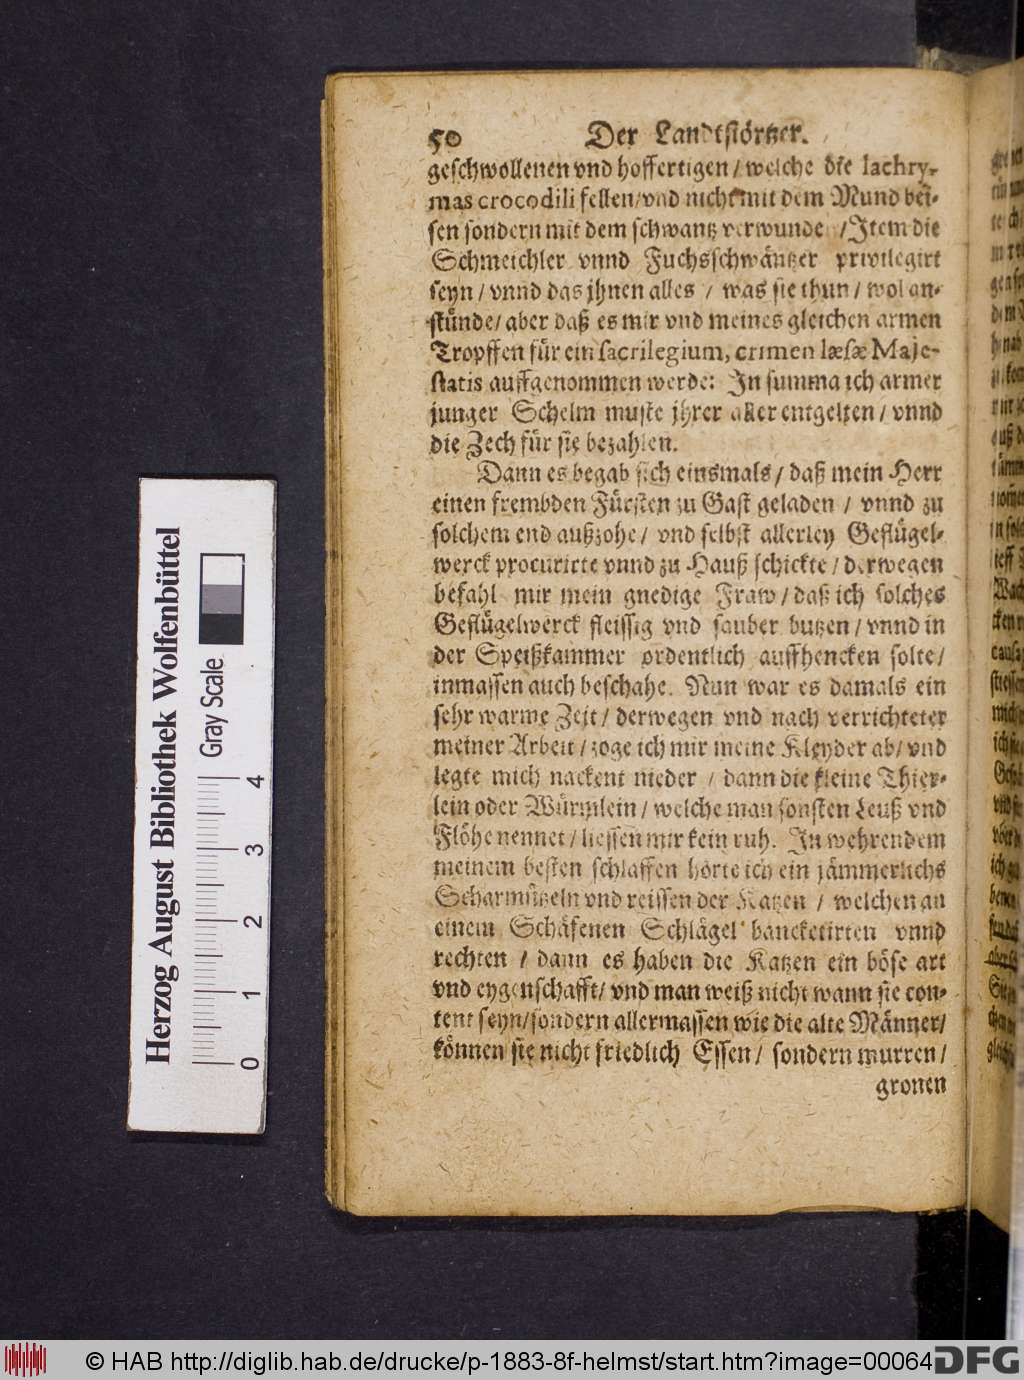 50 Der Landtstörtzer.
geschwollenen vnd hoffertigen / welche die lachry-
mas crocodili fellen / vnd nicht mit dem Mund beis-
sen sondern mit dem schwantz verwunde / Item die
Schmeichler vnnd Fuchsschwäntzer privilegirt
seyn / vnnd das jhnen alles / was sie thun / wol an-
stünde / aber daß es mir vnd meines gleichen armen
Tropffen für ein sacrilegium, crimen læsæ Maje-
statis auffgenommen werde: In summa ich armer
junger Schelm muste jhrer aller entgelten / vnnd
die Zech für sie bezahlen.
Dann es begab sich einsmals / daß mein Herr
einen frembden Fürsten zu Gast geladen / vnnd zu
solchem end außzohe / vnd selbst allerley Geflügel-
werck procurirte vnnd zu Hauß schickte / derwegen
befahl mir mein gnedige Fraw / daß ich solches
Geflügelwerck fleissig vnd sauber butzen / vnnd in
der Speißkammer ordentlich auffhencken solte /
inmassen auch beschahe. Nun war es damals ein
sehr warme Zeit / derwegen vnd nach verrichteter
meiner Arbeit / zoge ich mir meine Kleyder ab / vnd
legte mich nackent nieder / dann die kleine Thier-
lein oder Würmlein / welche man sonsten Leuß vnd
Flöhe nennet / liessen mir kein ruh. In wehrendem
meinem besten schlaffen hörte ich ein jämmerlichs
Scharmützeln vnd reissen der Katzen / welchen an
einem Schäfenen Schlägel bancketirten vnnd
rechten / dann es haben die Katzen ein böse art
vnd eygenschafft / vnd man weiß nicht wann sie con-
tent seyn / sondern allermassen wie die alte Männer /
können sie nicht friedlich Essen / sondern murren /
gronen
Herzog August Bibliothek Wolfenbüttel
Gray Scale
0 1 2 3 4
© HAB http://diglib.hab.de/drucke/p-1883-8f-helmst/start.htm?image=00064
DFG